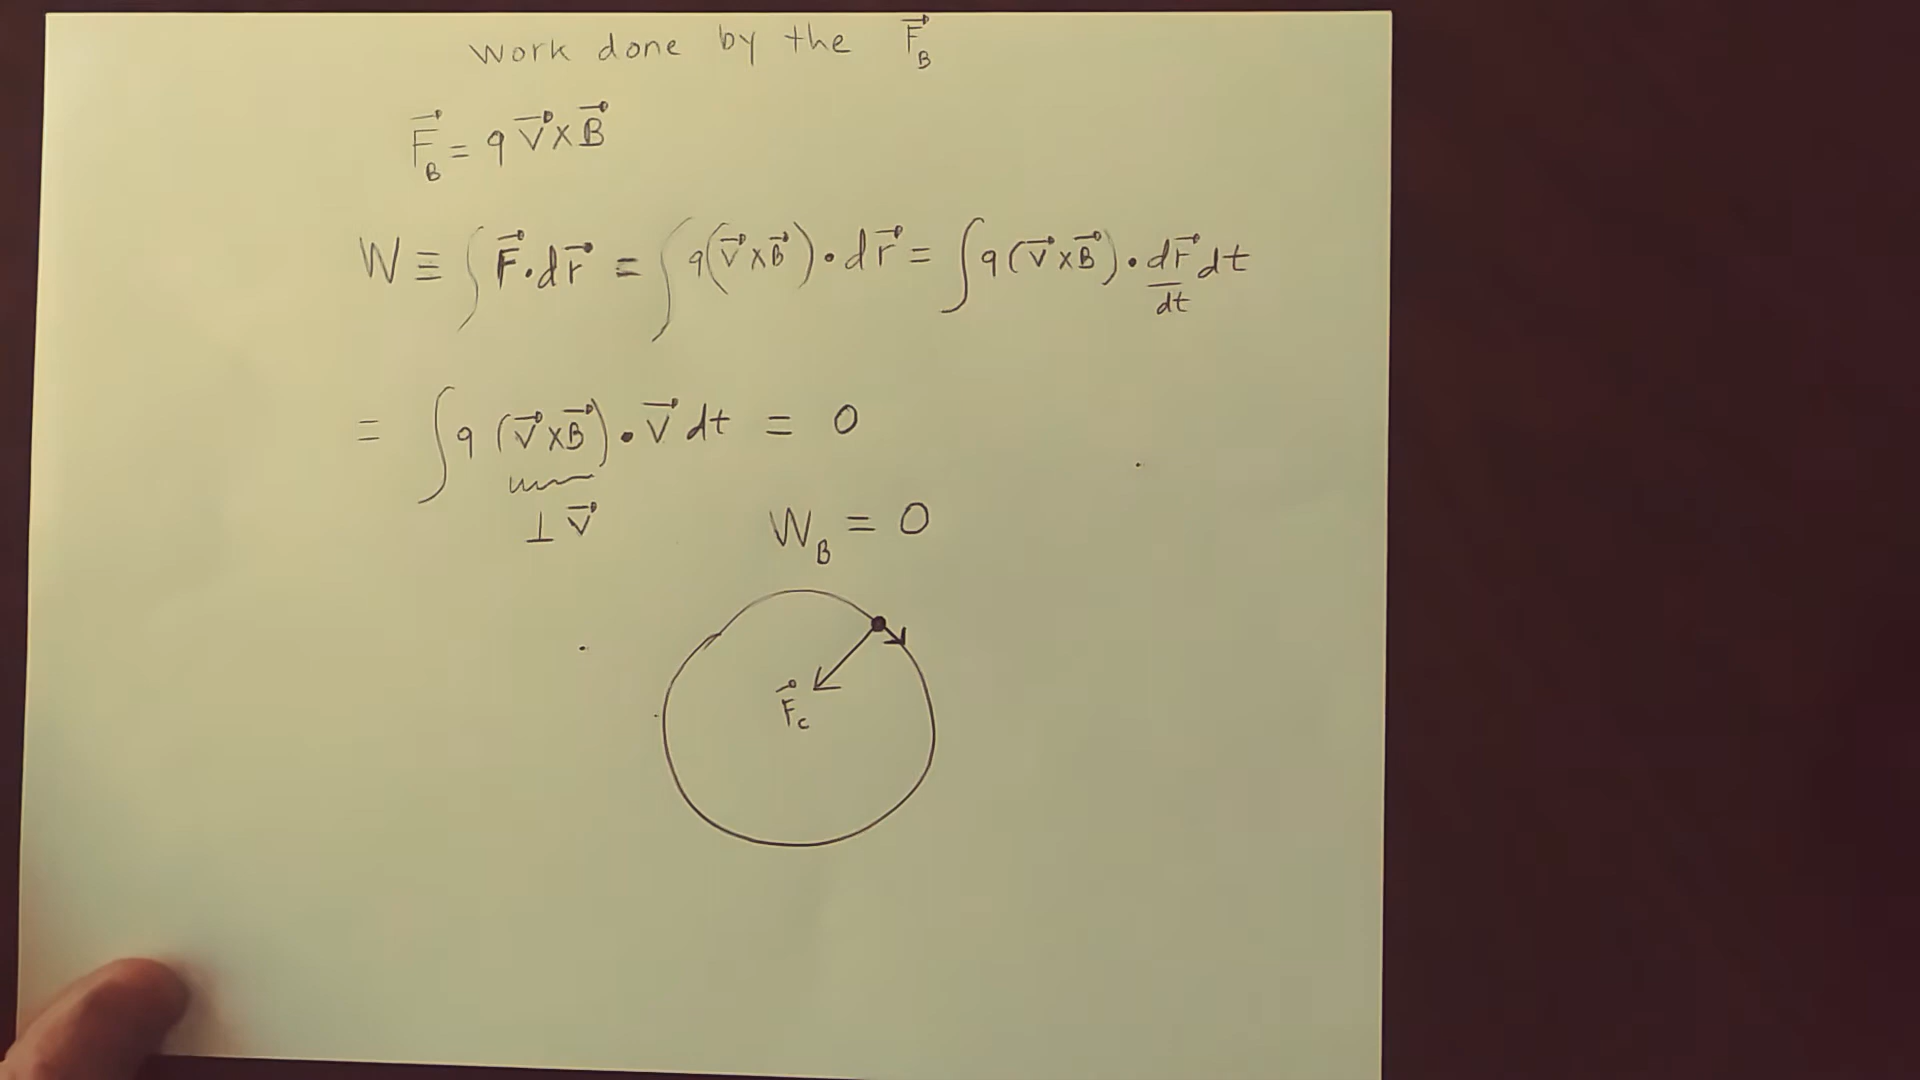 Work done by the F⃗_B
F⃗_B = q v⃗ × B⃗
W ≡ ∫ F⃗ · dr⃗ = ∫ q(v⃗ × B⃗) · dr⃗ = ∫ q (v⃗ × B⃗) · dr⃗/dt dt
= ∫ q (v⃗ × B⃗) · v⃗ dt = 0
⊥ v⃗
W_B = 0
F⃗_c